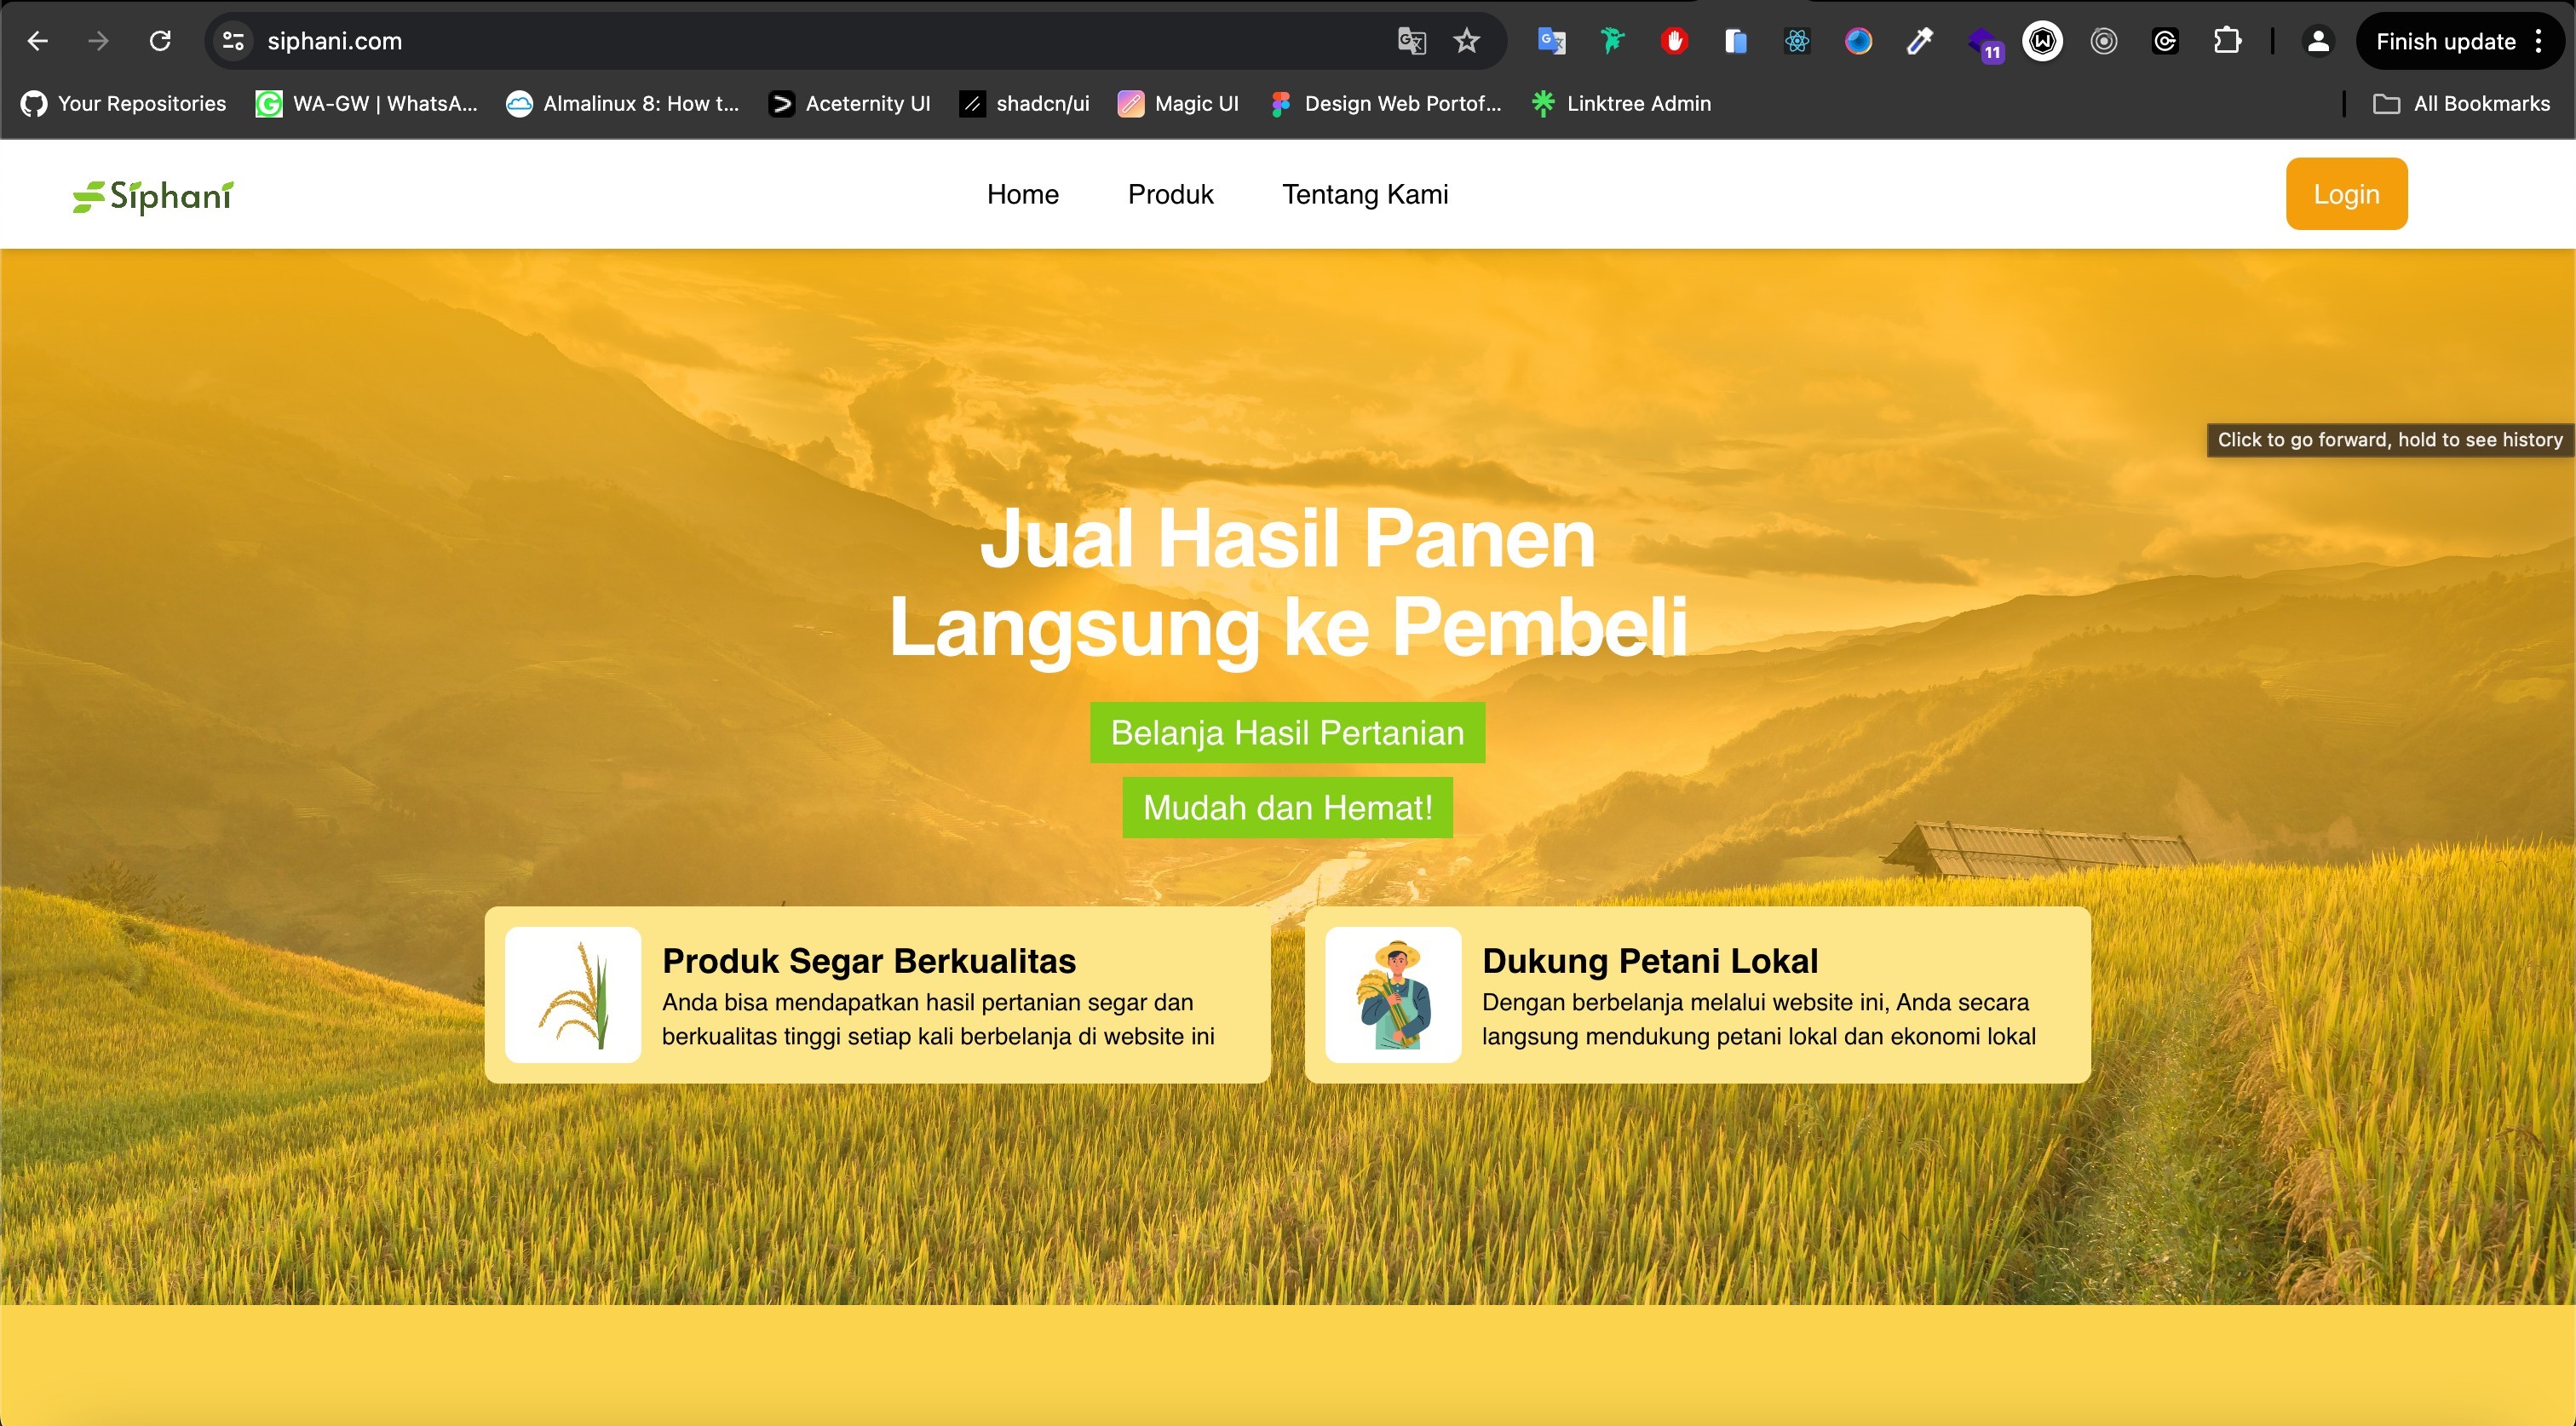 siphani.com
11
Finish update
Your Repositories
WA-GW | WhatsA...
Almalinux 8: How t...
Aceternity UI
shadcn/ui
Magic UI
Design Web Portof...
Linktree Admin
All Bookmarks
Siphani
Home
Produk
Tentang Kami
Login
Click to go forward, hold to see history
Jual Hasil Panen
Langsung ke Pembeli
Belanja Hasil Pertanian
Mudah dan Hemat!
Produk Segar Berkualitas
Anda bisa mendapatkan hasil pertanian segar dan
berkualitas tinggi setiap kali berbelanja di website ini
Dukung Petani Lokal
Dengan berbelanja melalui website ini, Anda secara
langsung mendukung petani lokal dan ekonomi lokal